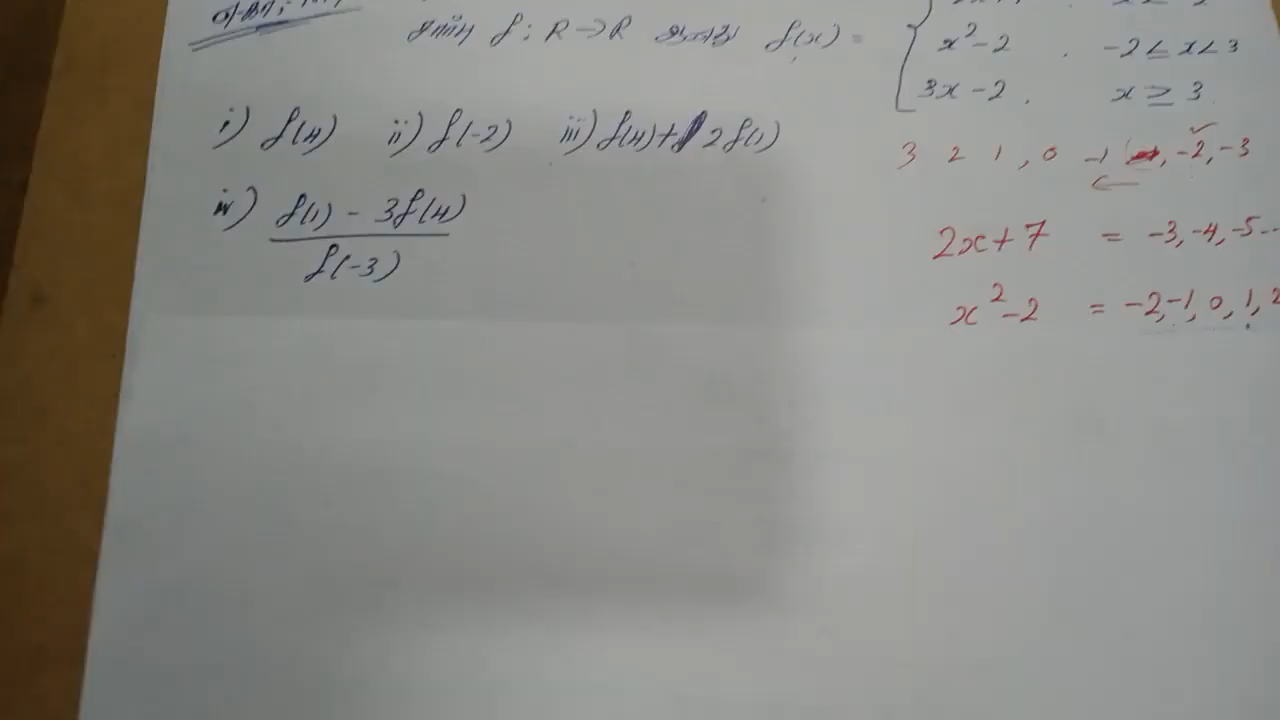 f : R → R f(x) =
x² - 2 , -2 ≤ x < 3
3x - 2 , x ≥ 3
i) f(4) ii) f(-2) iii) f(4) + 2f(1)
3 2 1 , 0 -1 , -2, -3
iv) f(1) - 3f(4)
f(-3)
2x + 7 = -3, -4, -5...
x² - 2 = -2, -1, 0, 1, 2